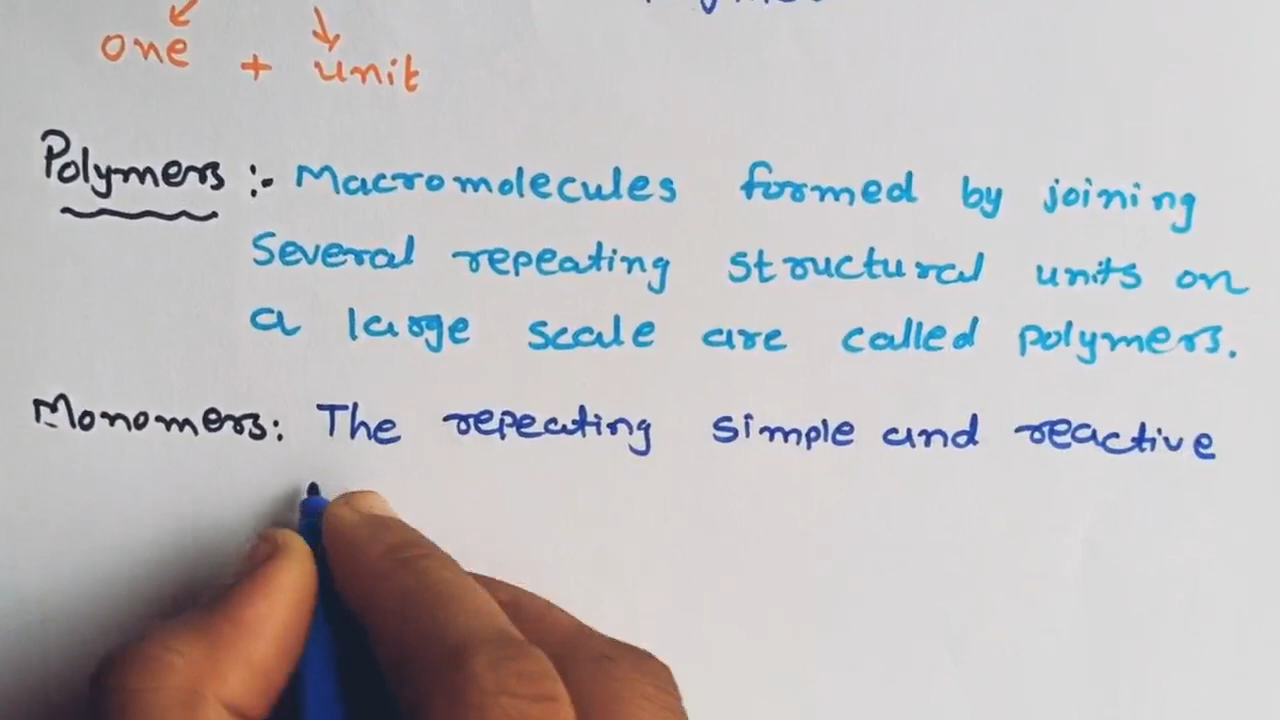 one + unit
Polymers :- Macromolecules formed by joining
several repeating structural units on
a large scale are called polymers.
Monomers: The repeating simple and reactive